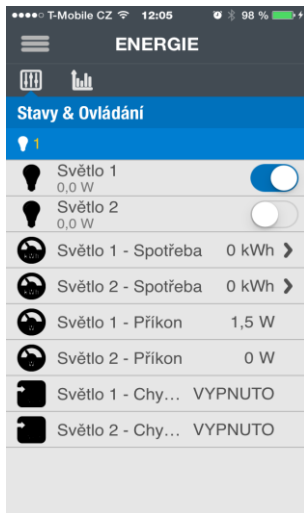 T-Mobile CZ 12:05 98 %
ENERGIE
Stavy & Ovládání
1
Světlo 1
0,0 W
Světlo 2
0,0 W
Světlo 1 - Spotřeba 0 kWh
Světlo 2 - Spotřeba 0 kWh
Světlo 1 - Příkon 1,5 W
Světlo 2 - Příkon 0 W
Světlo 1 - Chy… VYPNUTO
Světlo 2 - Chy… VYPNUTO